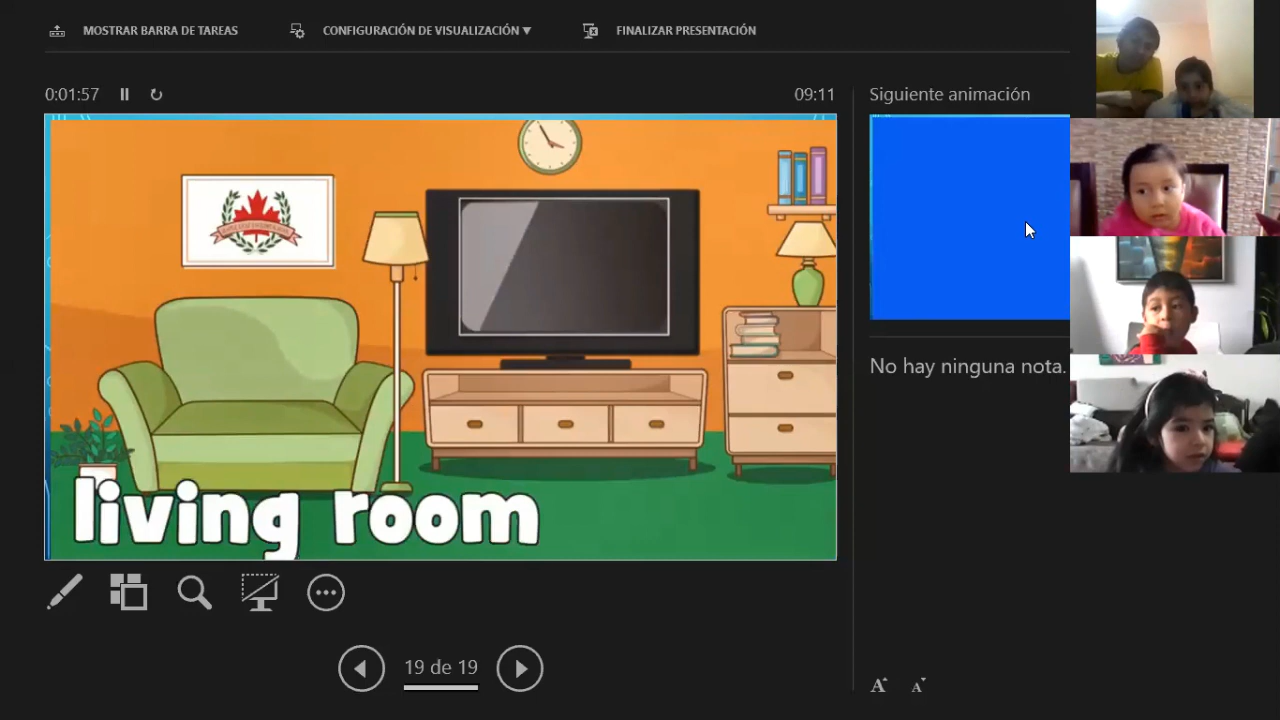 MOSTRAR BARRA DE TAREAS
CONFIGURACIÓN DE VISUALIZACIÓN ▼
FINALIZAR PRESENTACIÓN
0:01:57
09:11
Siguiente animación
living room
No hay ninguna nota.
19 de 19
A A